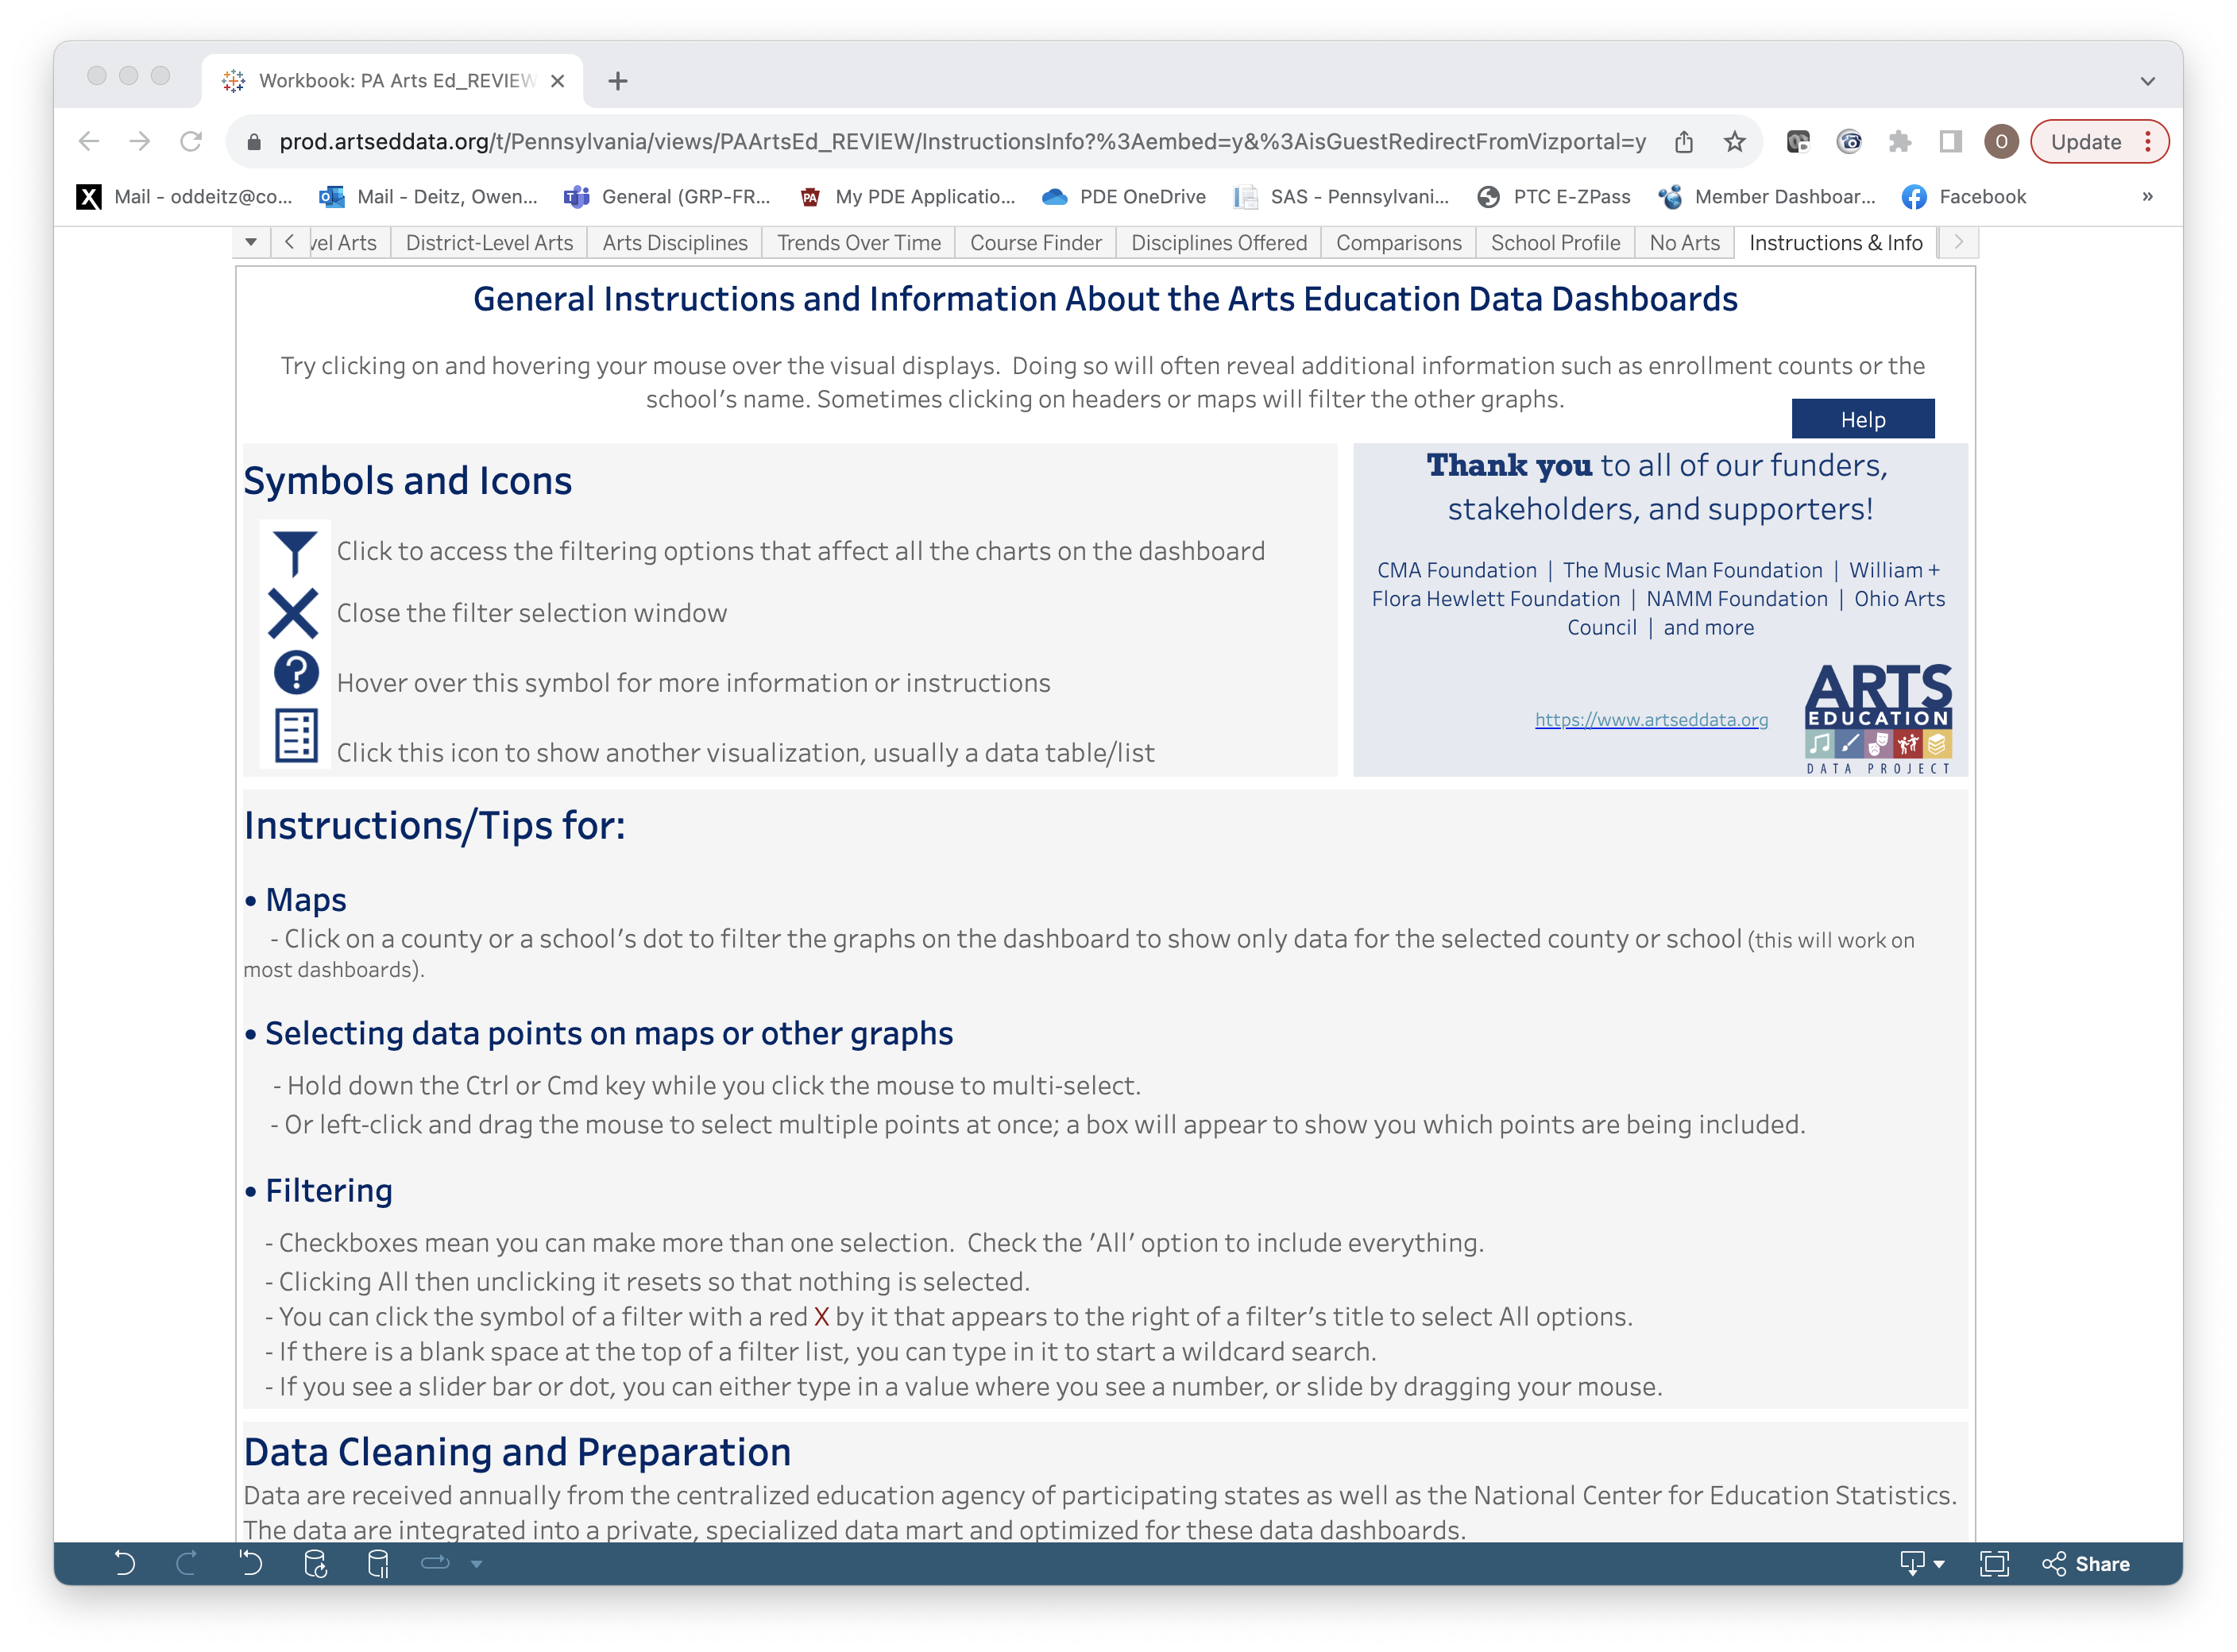 Workbook: PA Arts Ed_REVIEW
prod.artseddata.org/t/Pennsylvania/views/PAArtsEd_REVIEW/InstructionsInfo?%3Aembed=y&%3AisGuestRedirectFromVizportal=y
O
Update
X Mail - oddeitz@co... Mail - Deitz, Owen... General (GRP-FR... PA My PDE Applicatio... PDE OneDrive SAS - Pennsylvani... PTC E-ZPass Member Dashboar... Facebook »
vel Arts District-Level Arts Arts Disciplines Trends Over Time Course Finder Disciplines Offered Comparisons School Profile No Arts Instructions & Info
General Instructions and Information About the Arts Education Data Dashboards
Try clicking on and hovering your mouse over the visual displays. Doing so will often reveal additional information such as enrollment counts or the
school's name. Sometimes clicking on headers or maps will filter the other graphs.
Help
Symbols and Icons
Click to access the filtering options that affect all the charts on the dashboard
Close the filter selection window
? Hover over this symbol for more information or instructions
Click this icon to show another visualization, usually a data table/list
Thank you to all of our funders,
stakeholders, and supporters!
CMA Foundation | The Music Man Foundation | William +
Flora Hewlett Foundation | NAMM Foundation | Ohio Arts
Council | and more
https://www.artseddata.org
ARTS
EDUCATION
DATA PROJECT
Instructions/Tips for:
• Maps
- Click on a county or a school's dot to filter the graphs on the dashboard to show only data for the selected county or school (this will work on
most dashboards).
• Selecting data points on maps or other graphs
- Hold down the Ctrl or Cmd key while you click the mouse to multi-select.
- Or left-click and drag the mouse to select multiple points at once; a box will appear to show you which points are being included.
• Filtering
- Checkboxes mean you can make more than one selection. Check the 'All' option to include everything.
- Clicking All then unclicking it resets so that nothing is selected.
- You can click the symbol of a filter with a red X by it that appears to the right of a filter's title to select All options.
- If there is a blank space at the top of a filter list, you can type in it to start a wildcard search.
- If you see a slider bar or dot, you can either type in a value where you see a number, or slide by dragging your mouse.
Data Cleaning and Preparation
Data are received annually from the centralized education agency of participating states as well as the National Center for Education Statistics.
The data are integrated into a private, specialized data mart and optimized for these data dashboards.
Share